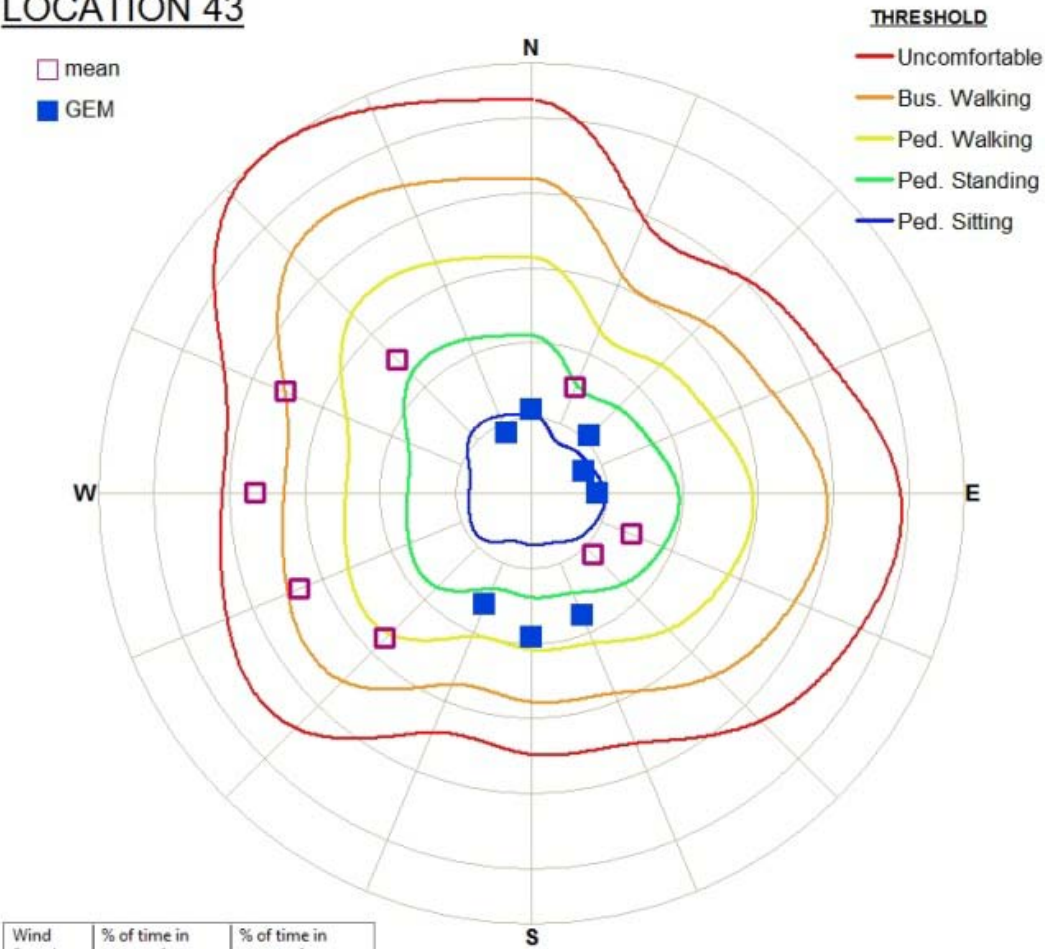 LOCATION 43
mean
GEM
THRESHOLD
Uncomfortable
Bus. Walking
Ped. Walking
Ped. Standing
Ped. Sitting
N
W
E
S
Wind
% of time in
% of time in